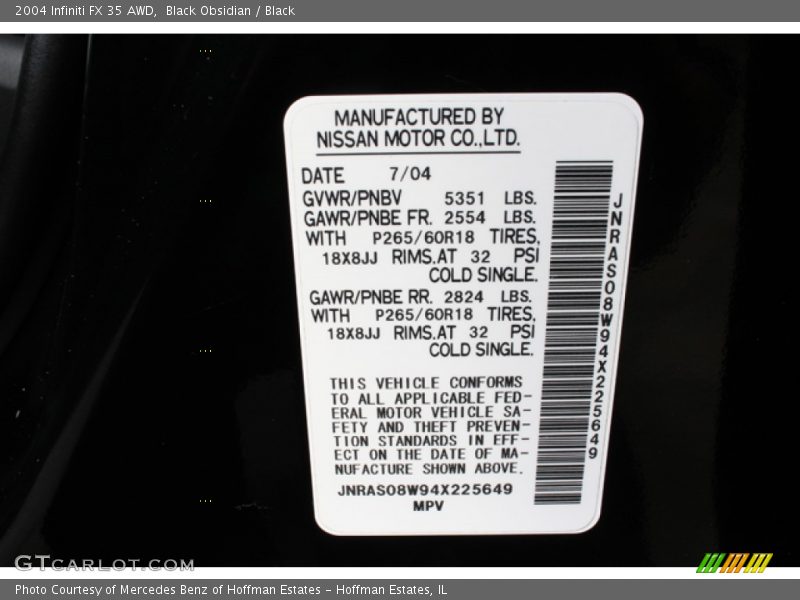 2004 Infiniti FX 35 AWD,  Black Obsidian / Black
MANUFACTURED BY
NISSAN MOTOR CO.,LTD.
DATE 7/04
GVWR/PNBV 5351 LBS.
GAWR/PNBE FR. 2554 LBS.
WITH P265/60R18 TIRES,
18X8JJ RIMS,AT 32 PSI
COLD SINGLE.
GAWR/PNBE RR. 2824 LBS.
WITH P265/60R18 TIRES,
18X8JJ RIMS,AT 32 PSI
COLD SINGLE.
THIS VEHICLE CONFORMS
TO ALL APPLICABLE FED-
ERAL MOTOR VEHICLE SA-
FETY AND THEFT PREVEN-
TION STANDARDS IN EFF-
ECT ON THE DATE OF MA-
NUFACTURE SHOWN ABOVE.
JNRAS08W94X225649
MPV
JNRAS08W94X225649
GTCARLOT.COM
Photo Courtesy of Mercedes Benz of Hoffman Estates - Hoffman Estates, IL